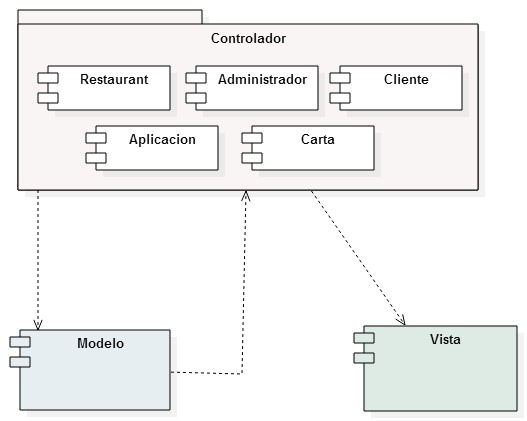 Controlador
Restaurant
Administrador
Cliente
Aplicacion
Carta
Modelo
Vista